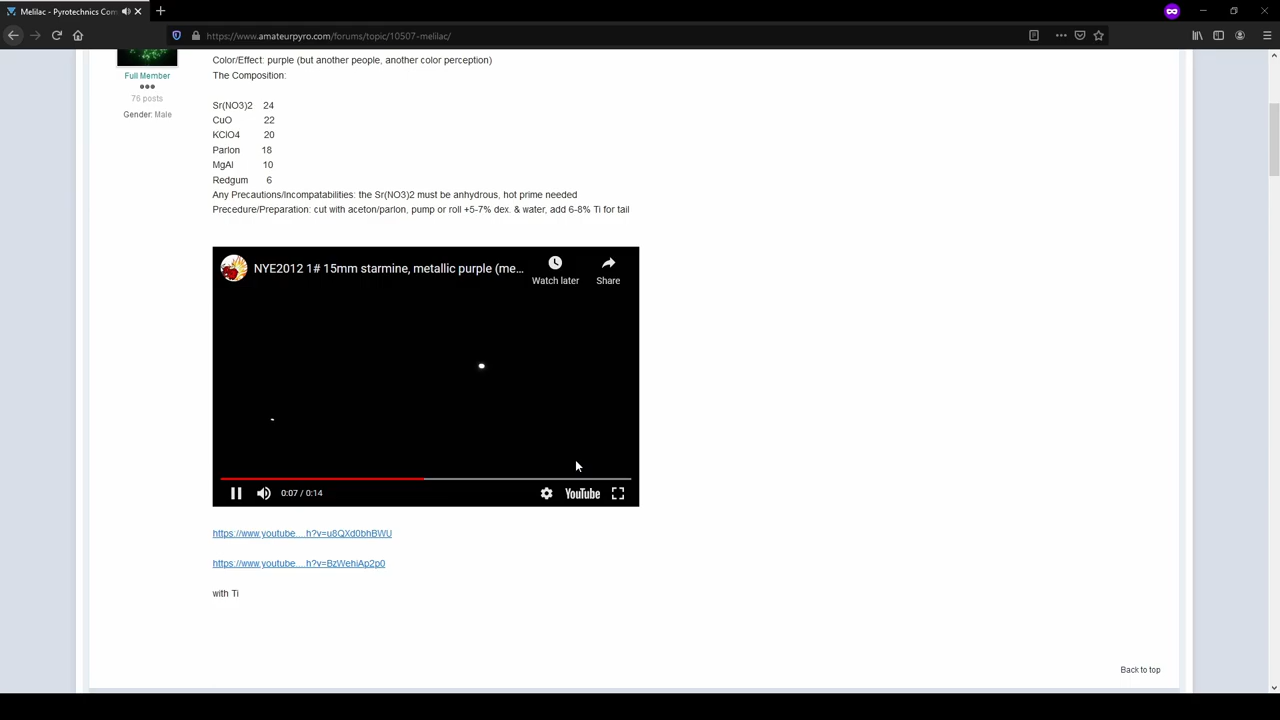 Melilac - Pyrotechnics Com
https://www.amateurpyro.com/forums/topic/10507-melilac/
Color/Effect: purple (but another people, another color perception)
Full Member
The Composition:
76 posts
Gender: Male
Sr(NO3)2 24
CuO 22
KClO4 20
Parlon 18
MgAl 10
Redgum 6
Any Precautions/Incompatabilities: the Sr(NO3)2 must be anhydrous, hot prime needed
Precedure/Preparation: cut with aceton/parlon, pump or roll +5-7% dex. & water, add 6-8% Ti for tail
NYE2012 1# 15mm starmine, metallic purple (me...
Watch later
Share
0:07 / 0:14
YouTube
https://www.youtube....h?v=u8QXd0bhBWU
https://www.youtube....h?v=BzWehiAp2p0
with Ti
Back to top